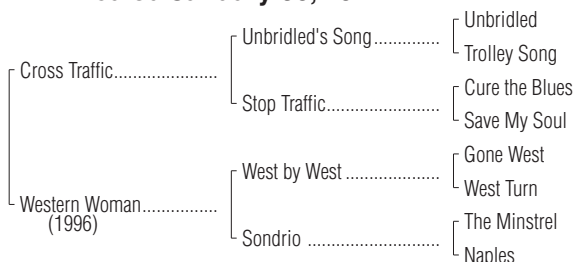 Unbridled
Unbridled's Song..............
Trolley Song
Cross Traffic.....................
Cure the Blues
Stop Traffic.......................
Save My Soul
Gone West
West by West ...................
West Turn
Western Woman...............
(1996)
The Minstrel
Sondrio ...........................
Naples